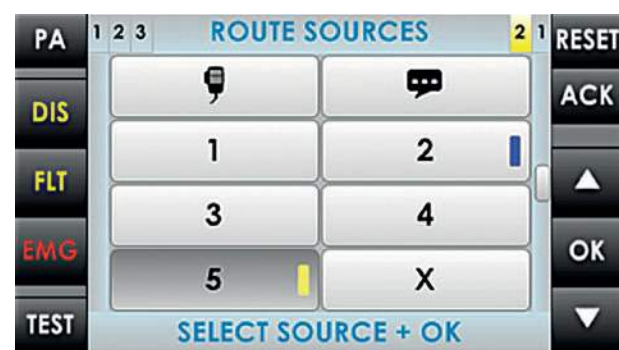 PA 1 2 3 ROUTE SOURCES 2 1 RESET
ACK
DIS
1 2
FLT
3 4
EMG OK
5 X
TEST SELECT SOURCE + OK